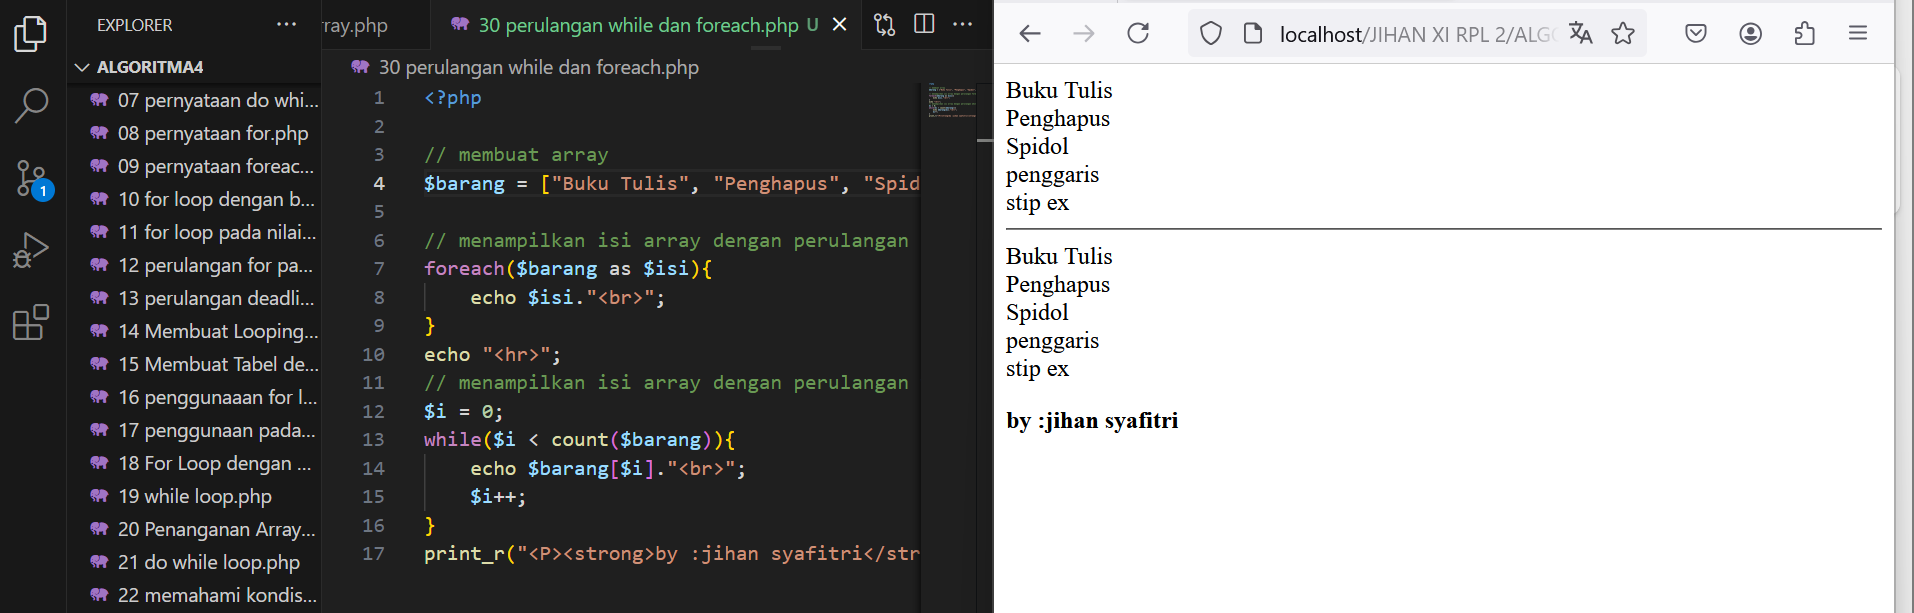 EXPLORER
ALGORITMA4
07 pernyataan do whi...
08 pernyataan for.php
09 pernyataan foreac...
10 for loop dengan b...
11 for loop pada nilai...
12 perulangan for pa...
13 perulangan deadli...
14 Membuat Looping...
15 Membuat Tabel de...
16 penggunaaan for l...
17 penggunaan pada...
18 For Loop dengan ...
19 while loop.php
20 Penanganan Array...
21 do while loop.php
22 memahami kondis...
1
ray.php
30 perulangan while dan foreach.php U
30 perulangan while dan foreach.php
1 <?php
2
3 // membuat array
4 $barang = ["Buku Tulis", "Penghapus", "Spid
5
6 // menampilkan isi array dengan perulangan
7 foreach($barang as $isi){
8 echo $isi."<br>";
9 }
10 echo "<hr>";
11 // menampilkan isi array dengan perulangan
12 $i = 0;
13 while($i < count($barang)){
14 echo $barang[$i]."<br>";
15 $i++;
16 }
17 print_r("<P><strong>by :jihan syafitri</str
localhost/JIHAN XI RPL 2/ALGO
Buku Tulis
Penghapus
Spidol
penggaris
stip ex
Buku Tulis
Penghapus
Spidol
penggaris
stip ex
by :jihan syafitri